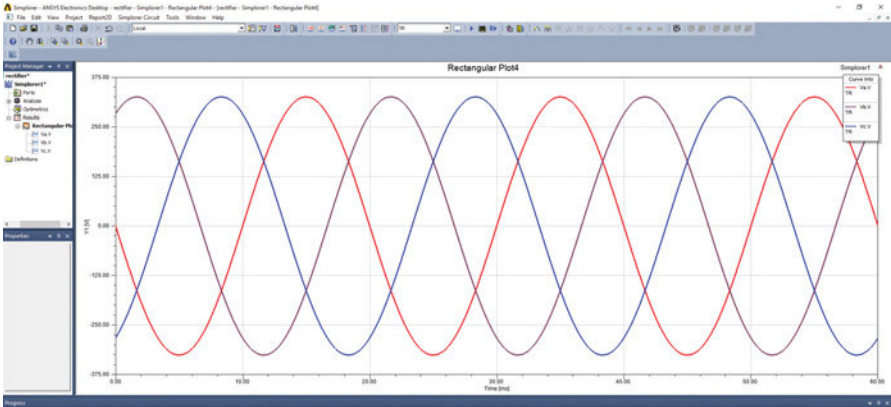 Simplorer - ANSYS Electronics Desktop - rectifier - Simplorer1 - Rectangular Plot4 - [rectifier - Simplorer1 - Rectangular Plot4]
File Edit View Project Report2D Simplorer Circuit Tools Window Help
Local
TR
Project Manager
rectifier*
Simplorer1*
Ports
Analysis
Optimetrics
Results
Rectangular Plo
Va.V
Vb.V
Vc.V
Definitions
Properties
Rectangular Plot4
Simplorer1
Curve Info
Va.V
TR
Vb.V
TR
Vc.V
TR
375.00
250.00
125.00
0.00
-125.00
-250.00
-375.00
Y1 [V]
0.00 10.00 20.00 30.00 40.00 50.00 60.00
Time [ms]
Progress